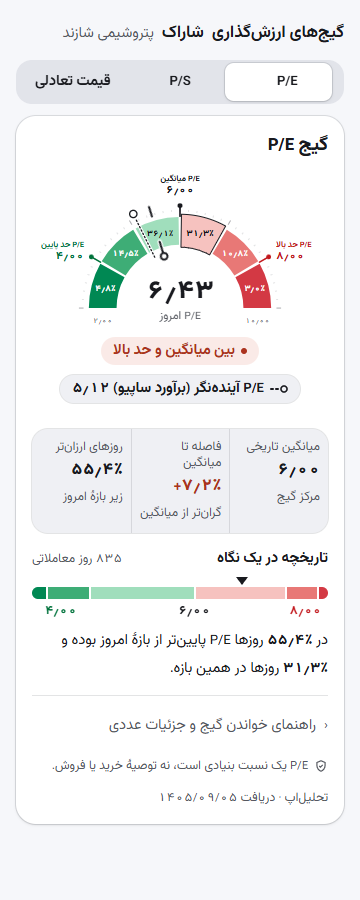 گیج‌های ارزش‌گذاری شاراک پتروشیمی شازند
P/E P/S قیمت تعادلی
گیج P/E
P/E میانگین
۶٫۰۰
۳۶٫۱٪ ۳۱٫۳٪
P/E حد پایین
۴٫۰۰
۱۴٫۵٪ ۱۰٫۸٪
P/E حد بالا
۸٫۰۰
۴٫۸٪ ۳٫۰٪
۶٫۴۳
P/E امروز
۲٫۰۰ ۱۰٫۰۰
بین میانگین و حد بالا
P/E آینده‌نگر (برآورد ساپیو) ۵٫۱۲
میانگین تاریخی
۶٫۰۰
مرکز گیج
فاصله تا میانگین
+۷٫۲٪
گران‌تر از میانگین
روزهای ارزان‌تر
۵۵٫۴٪
زیر بازهٔ امروز
تاریخچه در یک نگاه ۸۳۵ روز معاملاتی
۴٫۰۰ ۶٫۰۰ ۸٫۰۰
در ۵۵٫۴٪ روزها P/E پایین‌تر از بازهٔ امروز بوده و
۳۱٫۳٪ روزها در همین بازه.
‹ راهنمای خواندن گیج و جزئیات عددی
P/E یک نسبت بنیادی است، نه توصیهٔ خرید یا فروش.
تحلیل‌اپ · دریافت ۱۴۰۵/۰۹/۰۵